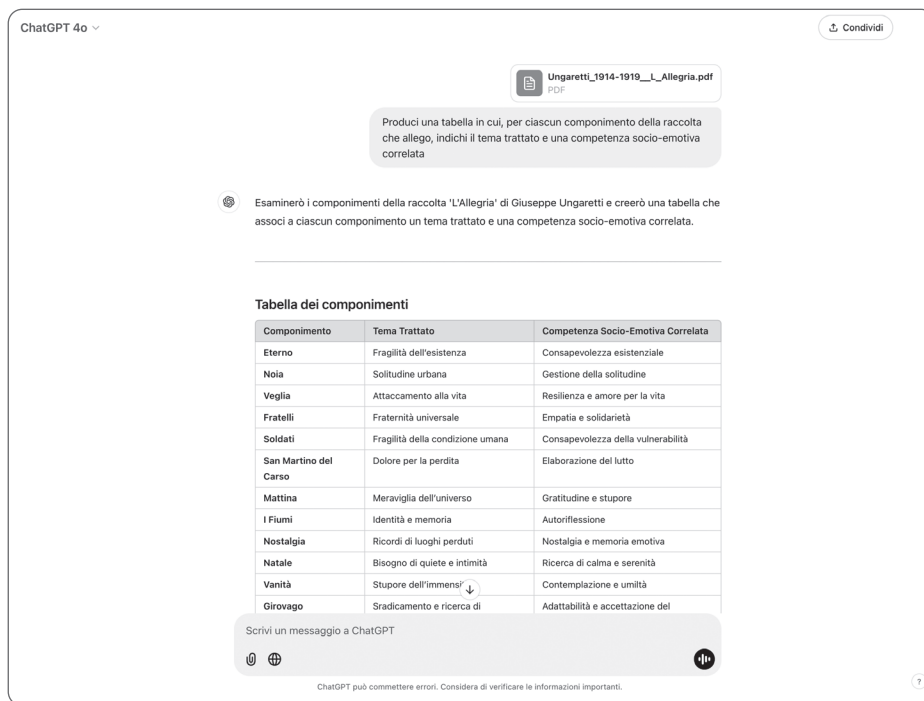 ChatGPT 4o
Condividi
Ungaretti_1914-1919__L_Allegria.pdf
PDF
Produci una tabella in cui, per ciascun componimento della raccolta
che allego, indichi il tema trattato e una competenza socio-emotiva
correlata
Esaminerò i componimenti della raccolta 'L'Allegria' di Giuseppe Ungaretti e creerò una tabella che
associ a ciascun componimento un tema trattato e una competenza socio-emotiva correlata.
Tabella dei componimenti
Componimento Tema Trattato Competenza Socio-Emotiva Correlata
Eterno Fragilità dell'esistenza Consapevolezza esistenziale
Noia Solitudine urbana Gestione della solitudine
Veglia Attaccamento alla vita Resilienza e amore per la vita
Fratelli Fraternità universale Empatia e solidarietà
Soldati Fragilità della condizione umana Consapevolezza della vulnerabilità
San Martino del Dolore per la perdita Elaborazione del lutto
Carso
Mattina Meraviglia dell'universo Gratitudine e stupore
I Fiumi Identità e memoria Autoriflessione
Nostalgia Ricordi di luoghi perduti Nostalgia e memoria emotiva
Natale Bisogno di quiete e intimità Ricerca di calma e serenità
Vanità Stupore dell'immensi Contemplazione e umiltà
Girovago Sradicamento e ricerca di Adattabilità e accettazione del
Scrivi un messaggio a ChatGPT
ChatGPT può commettere errori. Considera di verificare le informazioni importanti.
?